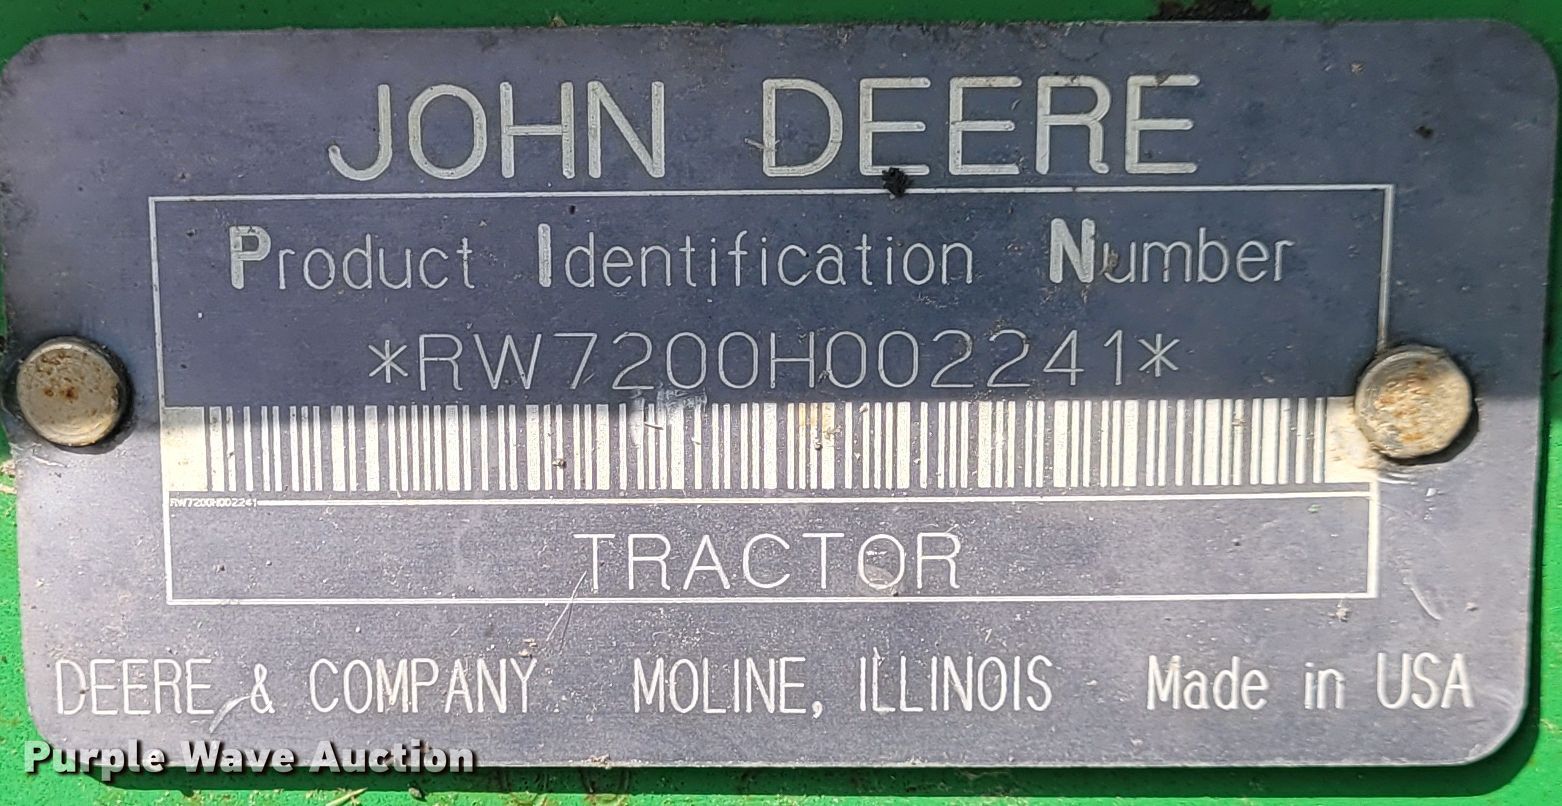 JOHN DEERE
Product Identification Number
*RW7200H002241*
RW7200H002241
TRACTOR
DEERE & COMPANY MOLINE, ILLINOIS Made in USA
Purple Wave Auction